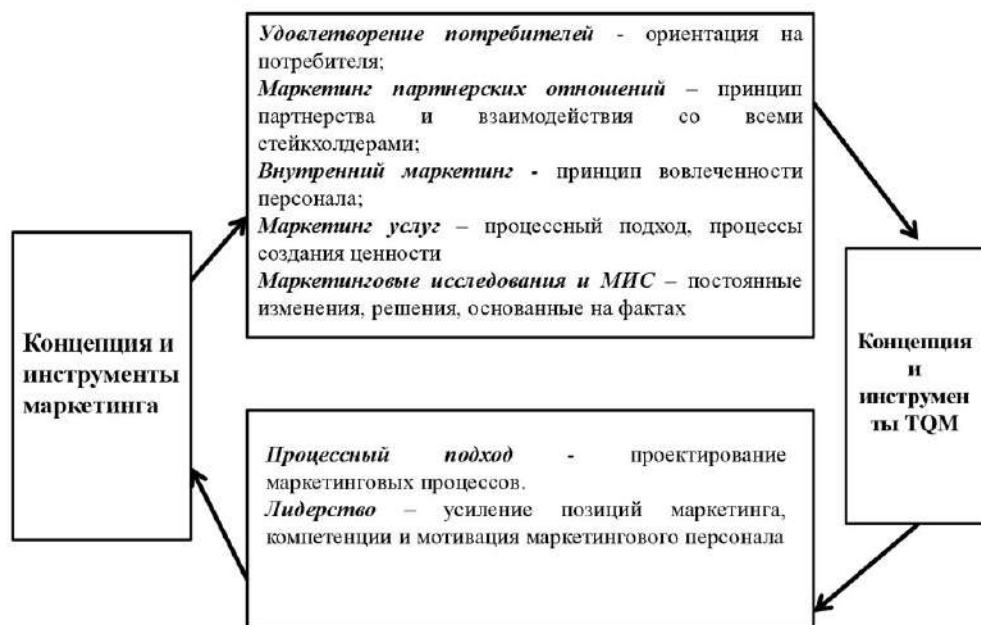 Удовлетворение потребителей - ориентация на
потребителя;
Маркетинг партнерских отношений – принцип
партнерства и взаимодействия со всеми
стейкхолдерами;
Внутренний маркетинг - принцип вовлеченности
персонала;
Маркетинг услуг – процессный подход, процессы
создания ценности
Маркетинговые исследования и МИС – постоянные
изменения, решения, основанные на фактах
Концепция и
инструменты
маркетинга
Концепция
и
инструмен
ты TQM
Процессный подход - проектирование
маркетинговых процессов.
Лидерство – усиление позиций маркетинга,
компетенции и мотивация маркетингового персонала